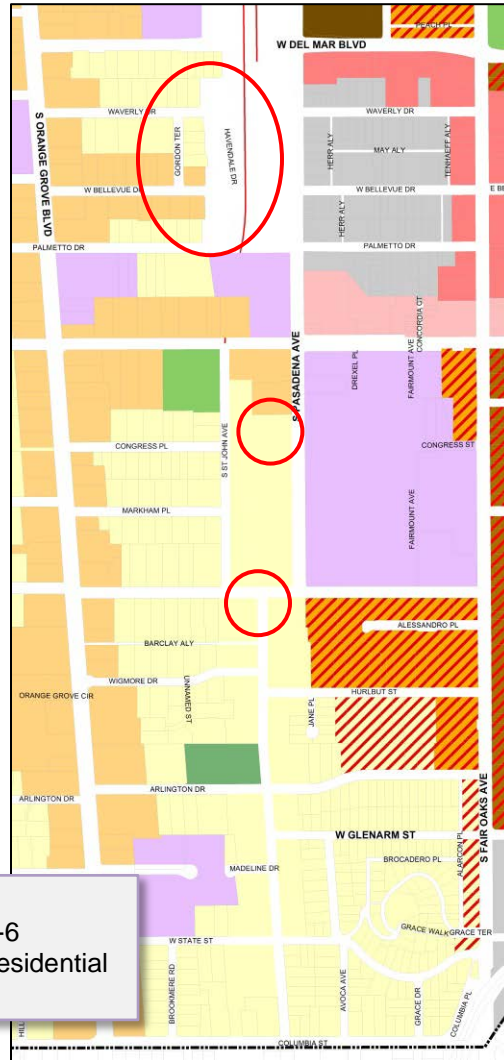 PEACH PL
W DEL MAR BLVD
S ORANGE GROVE BLVD
WAVERLY DR
GORDON TER
HAVENDALE DR
WAVERLY DR
HERR ALY
MAY ALY
TENHAEFF ALY
W BELLEVUE DR
W BELLEVUE DR
E BE
HERR ALY
PALMETTO DR
PALMETTO DR
CONCORDIA CT
S PASADENA AVE
DREXEL PL
FAIRMOUNT AVE
S ST JOHN AVE
CONGRESS PL
CONGRESS ST
MARKHAM PL
FAIRMOUNT AVE
ALESSANDRO PL
BARCLAY ALY
WIGMORE DR
UNNAMED ST
ORANGE GROVE CIR
HURLBUT ST
JANE PL
ARLINGTON DR
ARLINGTON DR
S FAIR OAKS AVE
W GLENARM ST
ALARCON PL
BROCADERO PL
MADELINE DR
-6
esidential
GRACE WALK
GRACE TER
W STATE ST
HILL
BROOKMERE RD
AVOCA AVE
GRACE DR
COLUMBIA PL
COLUMBIA ST